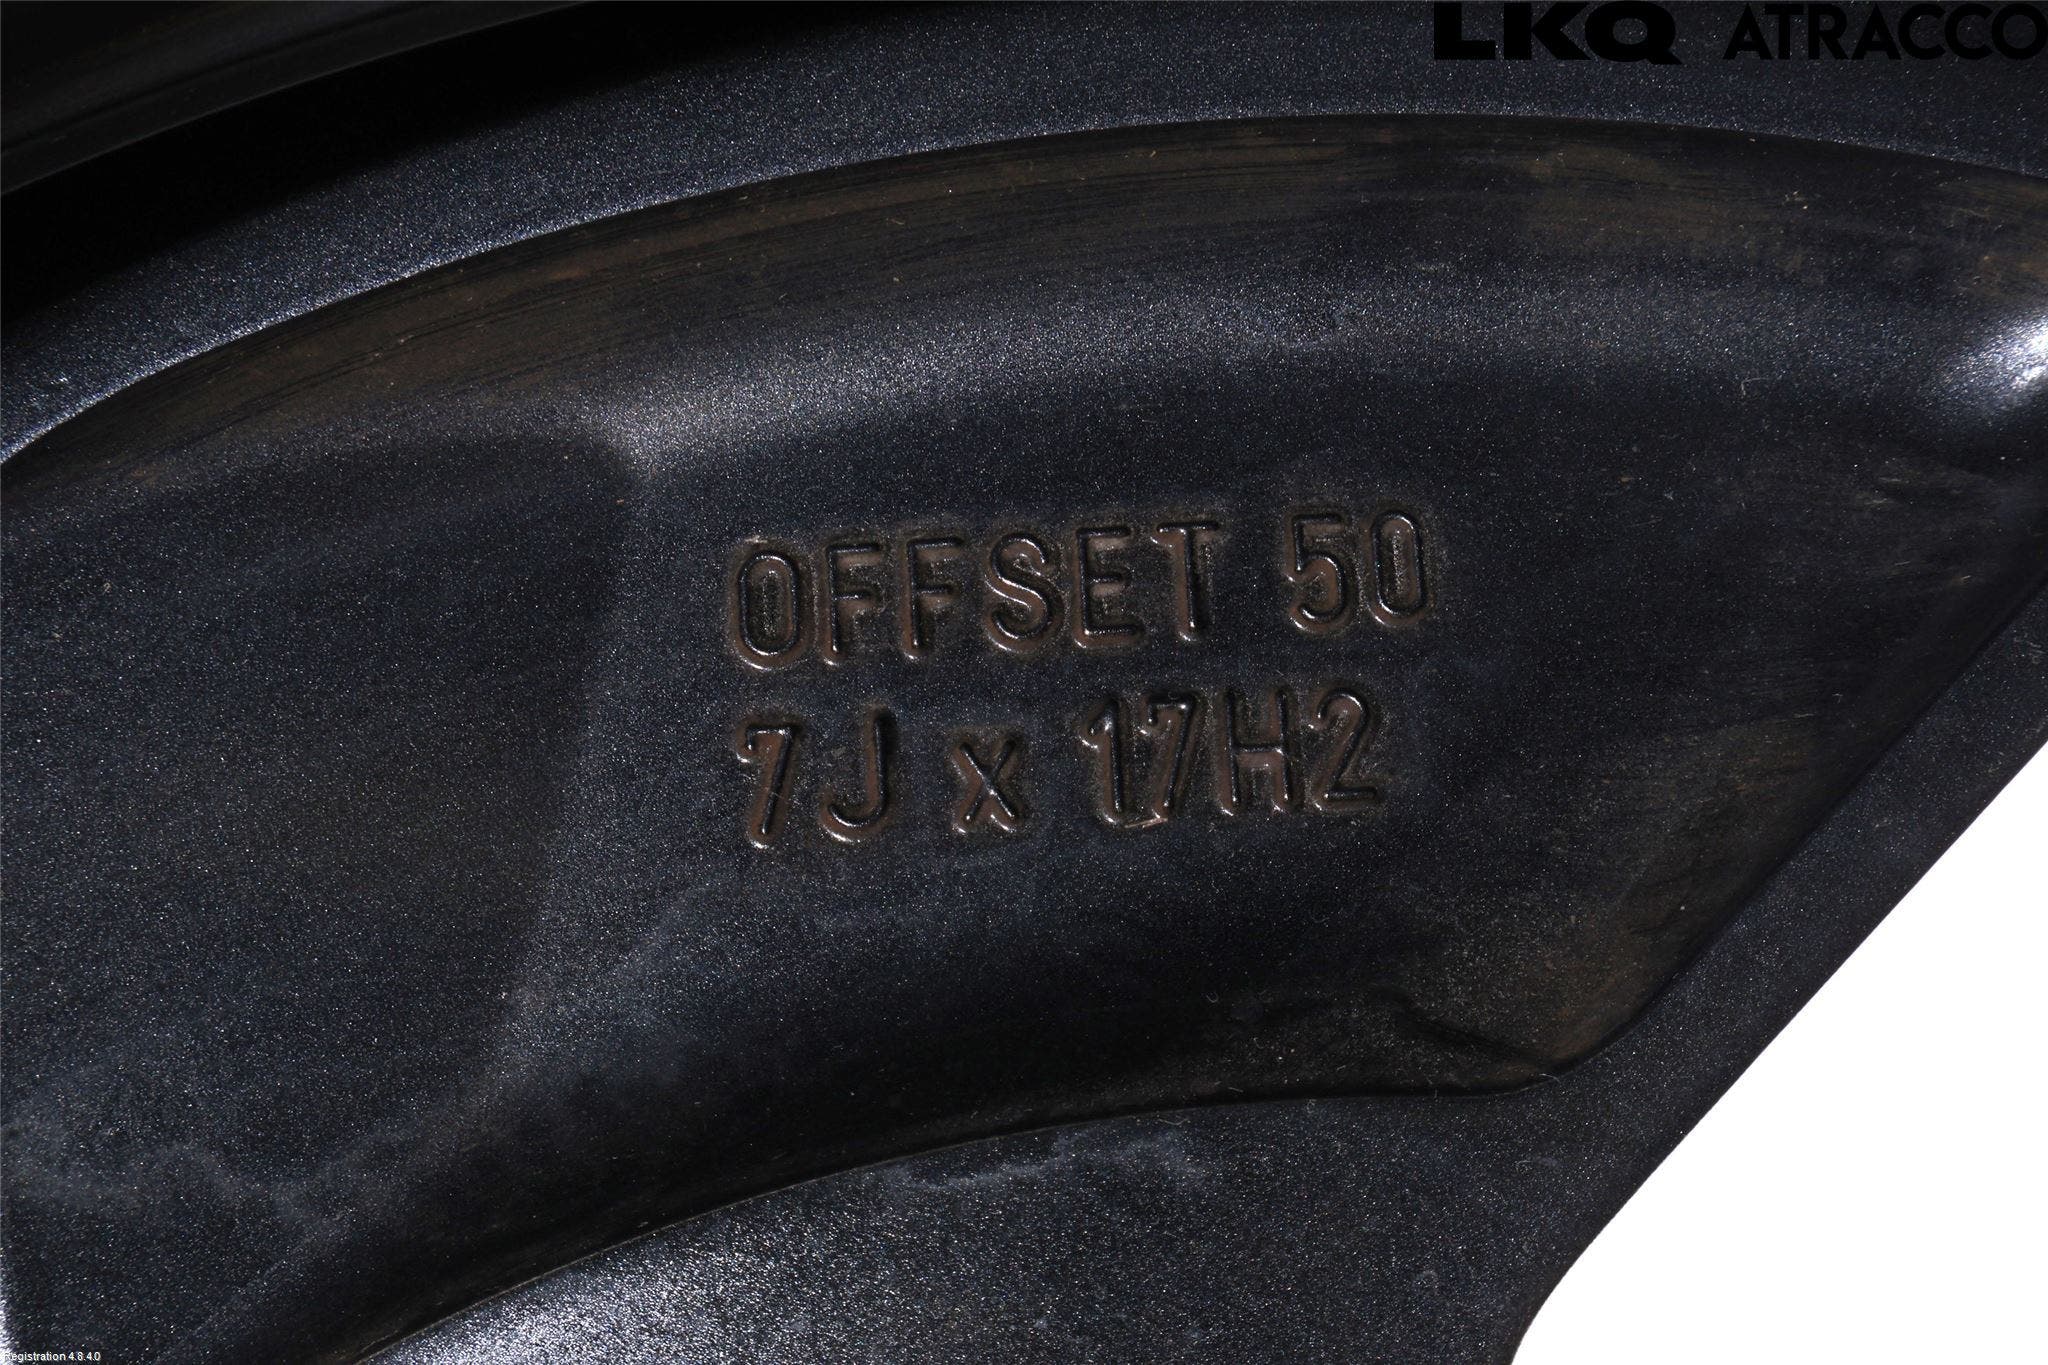 LKQ ATRACCO
OFFSET 50
7J x 17H2
Registration 4.8.4.0